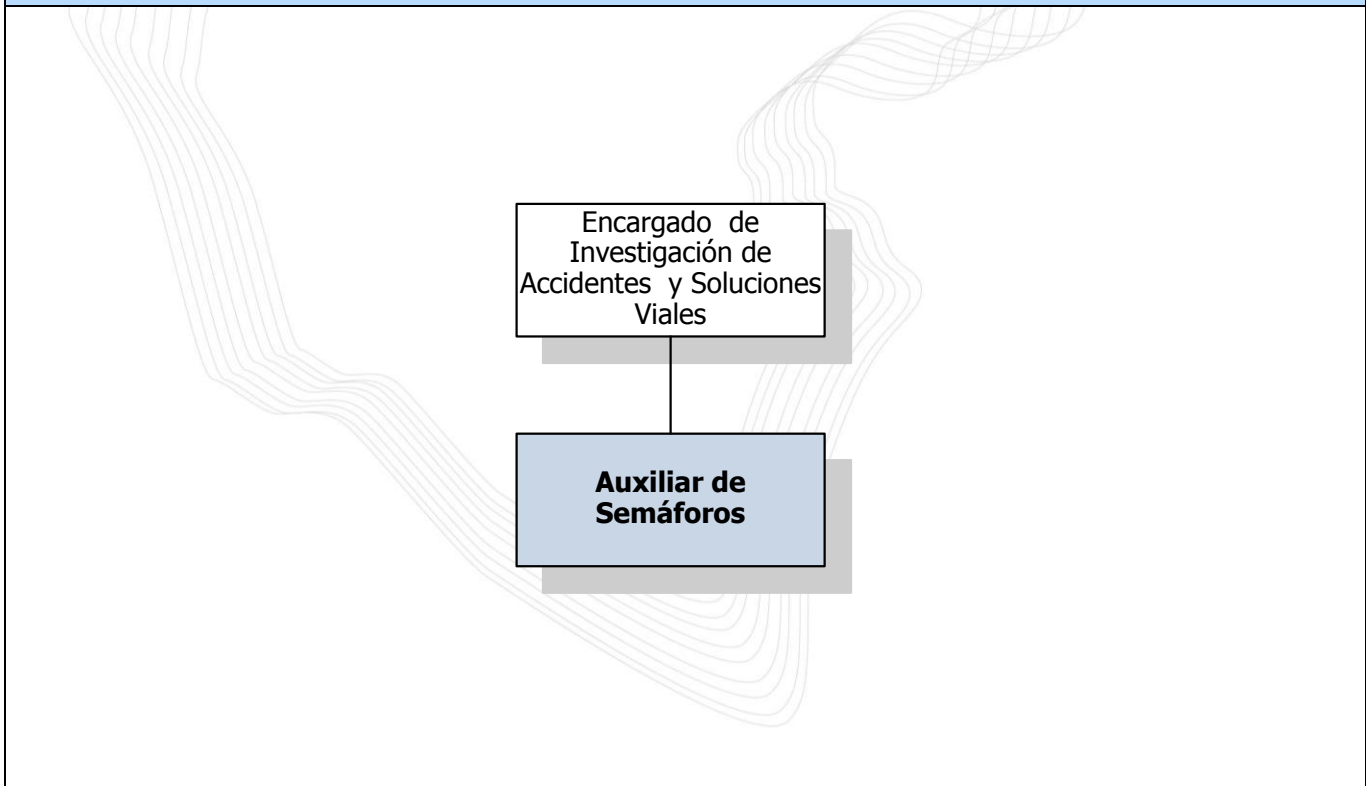 Encargado de
Investigación de
Accidentes y Soluciones
Viales
Auxiliar de
Semáforos